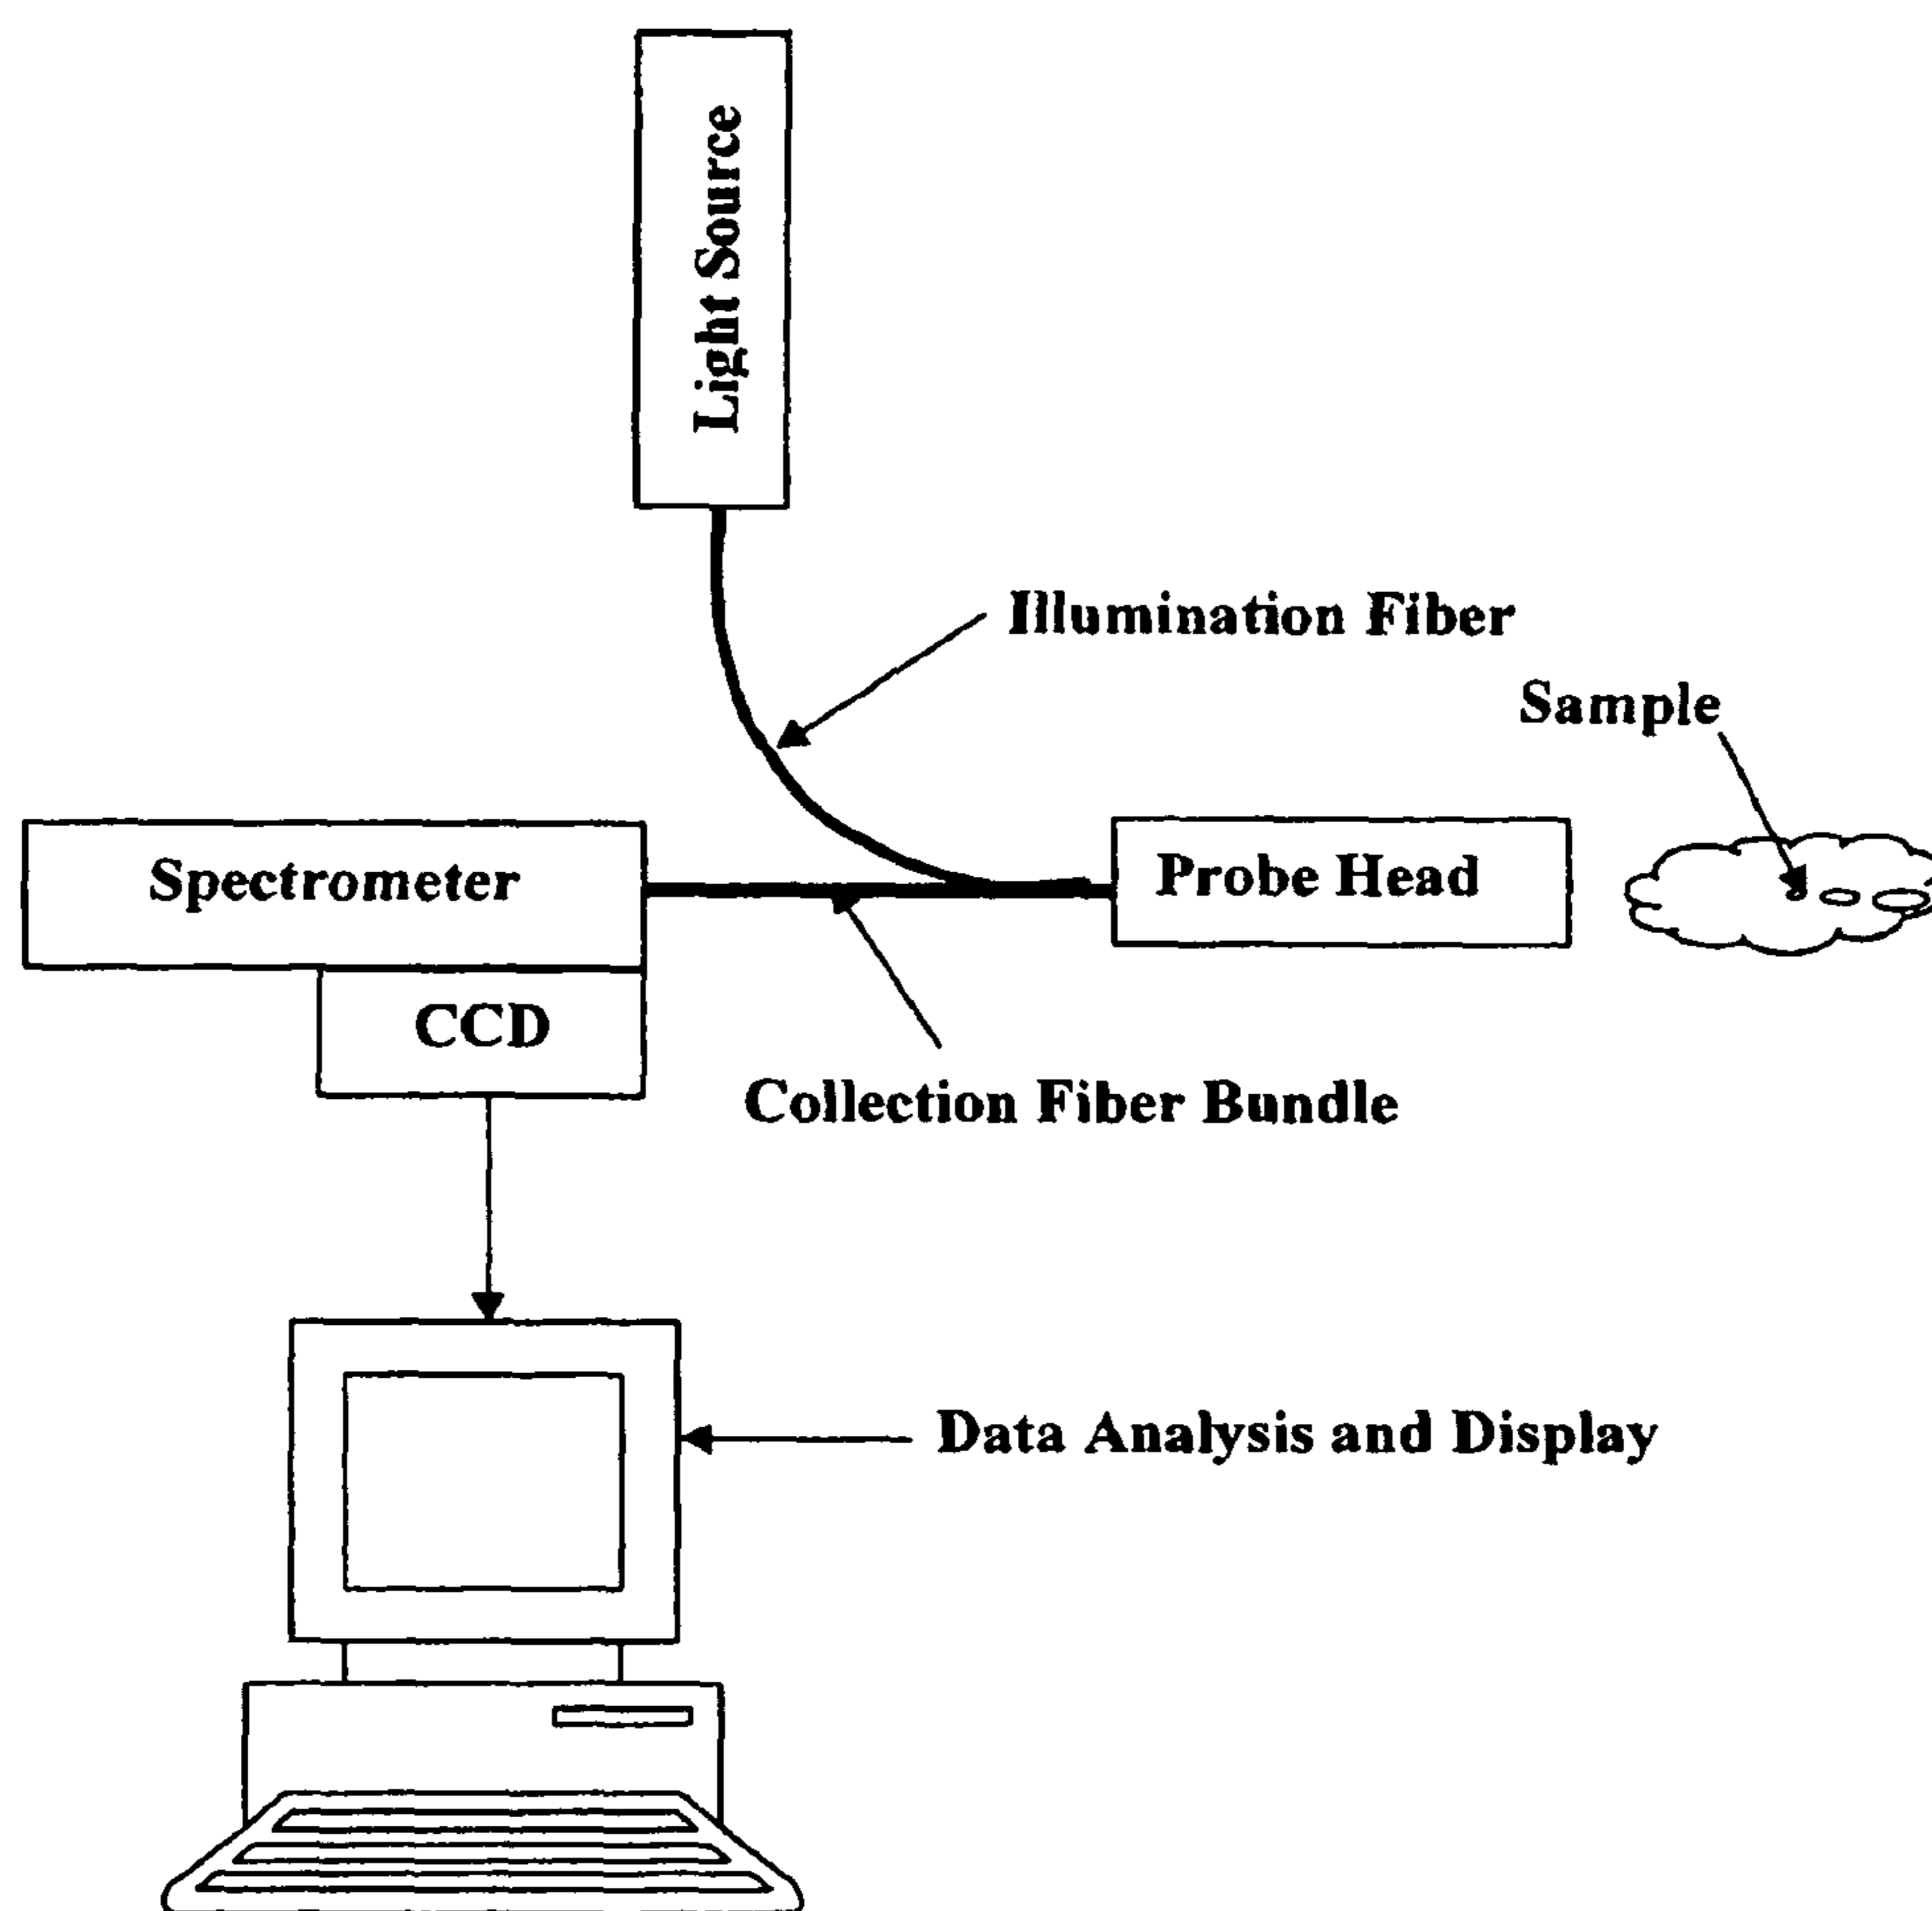 Light Source
Illumination Fiber
Sample
Spectrometer
Probe Head
CCD
Collection Fiber Bundle
Data Analysis and Display